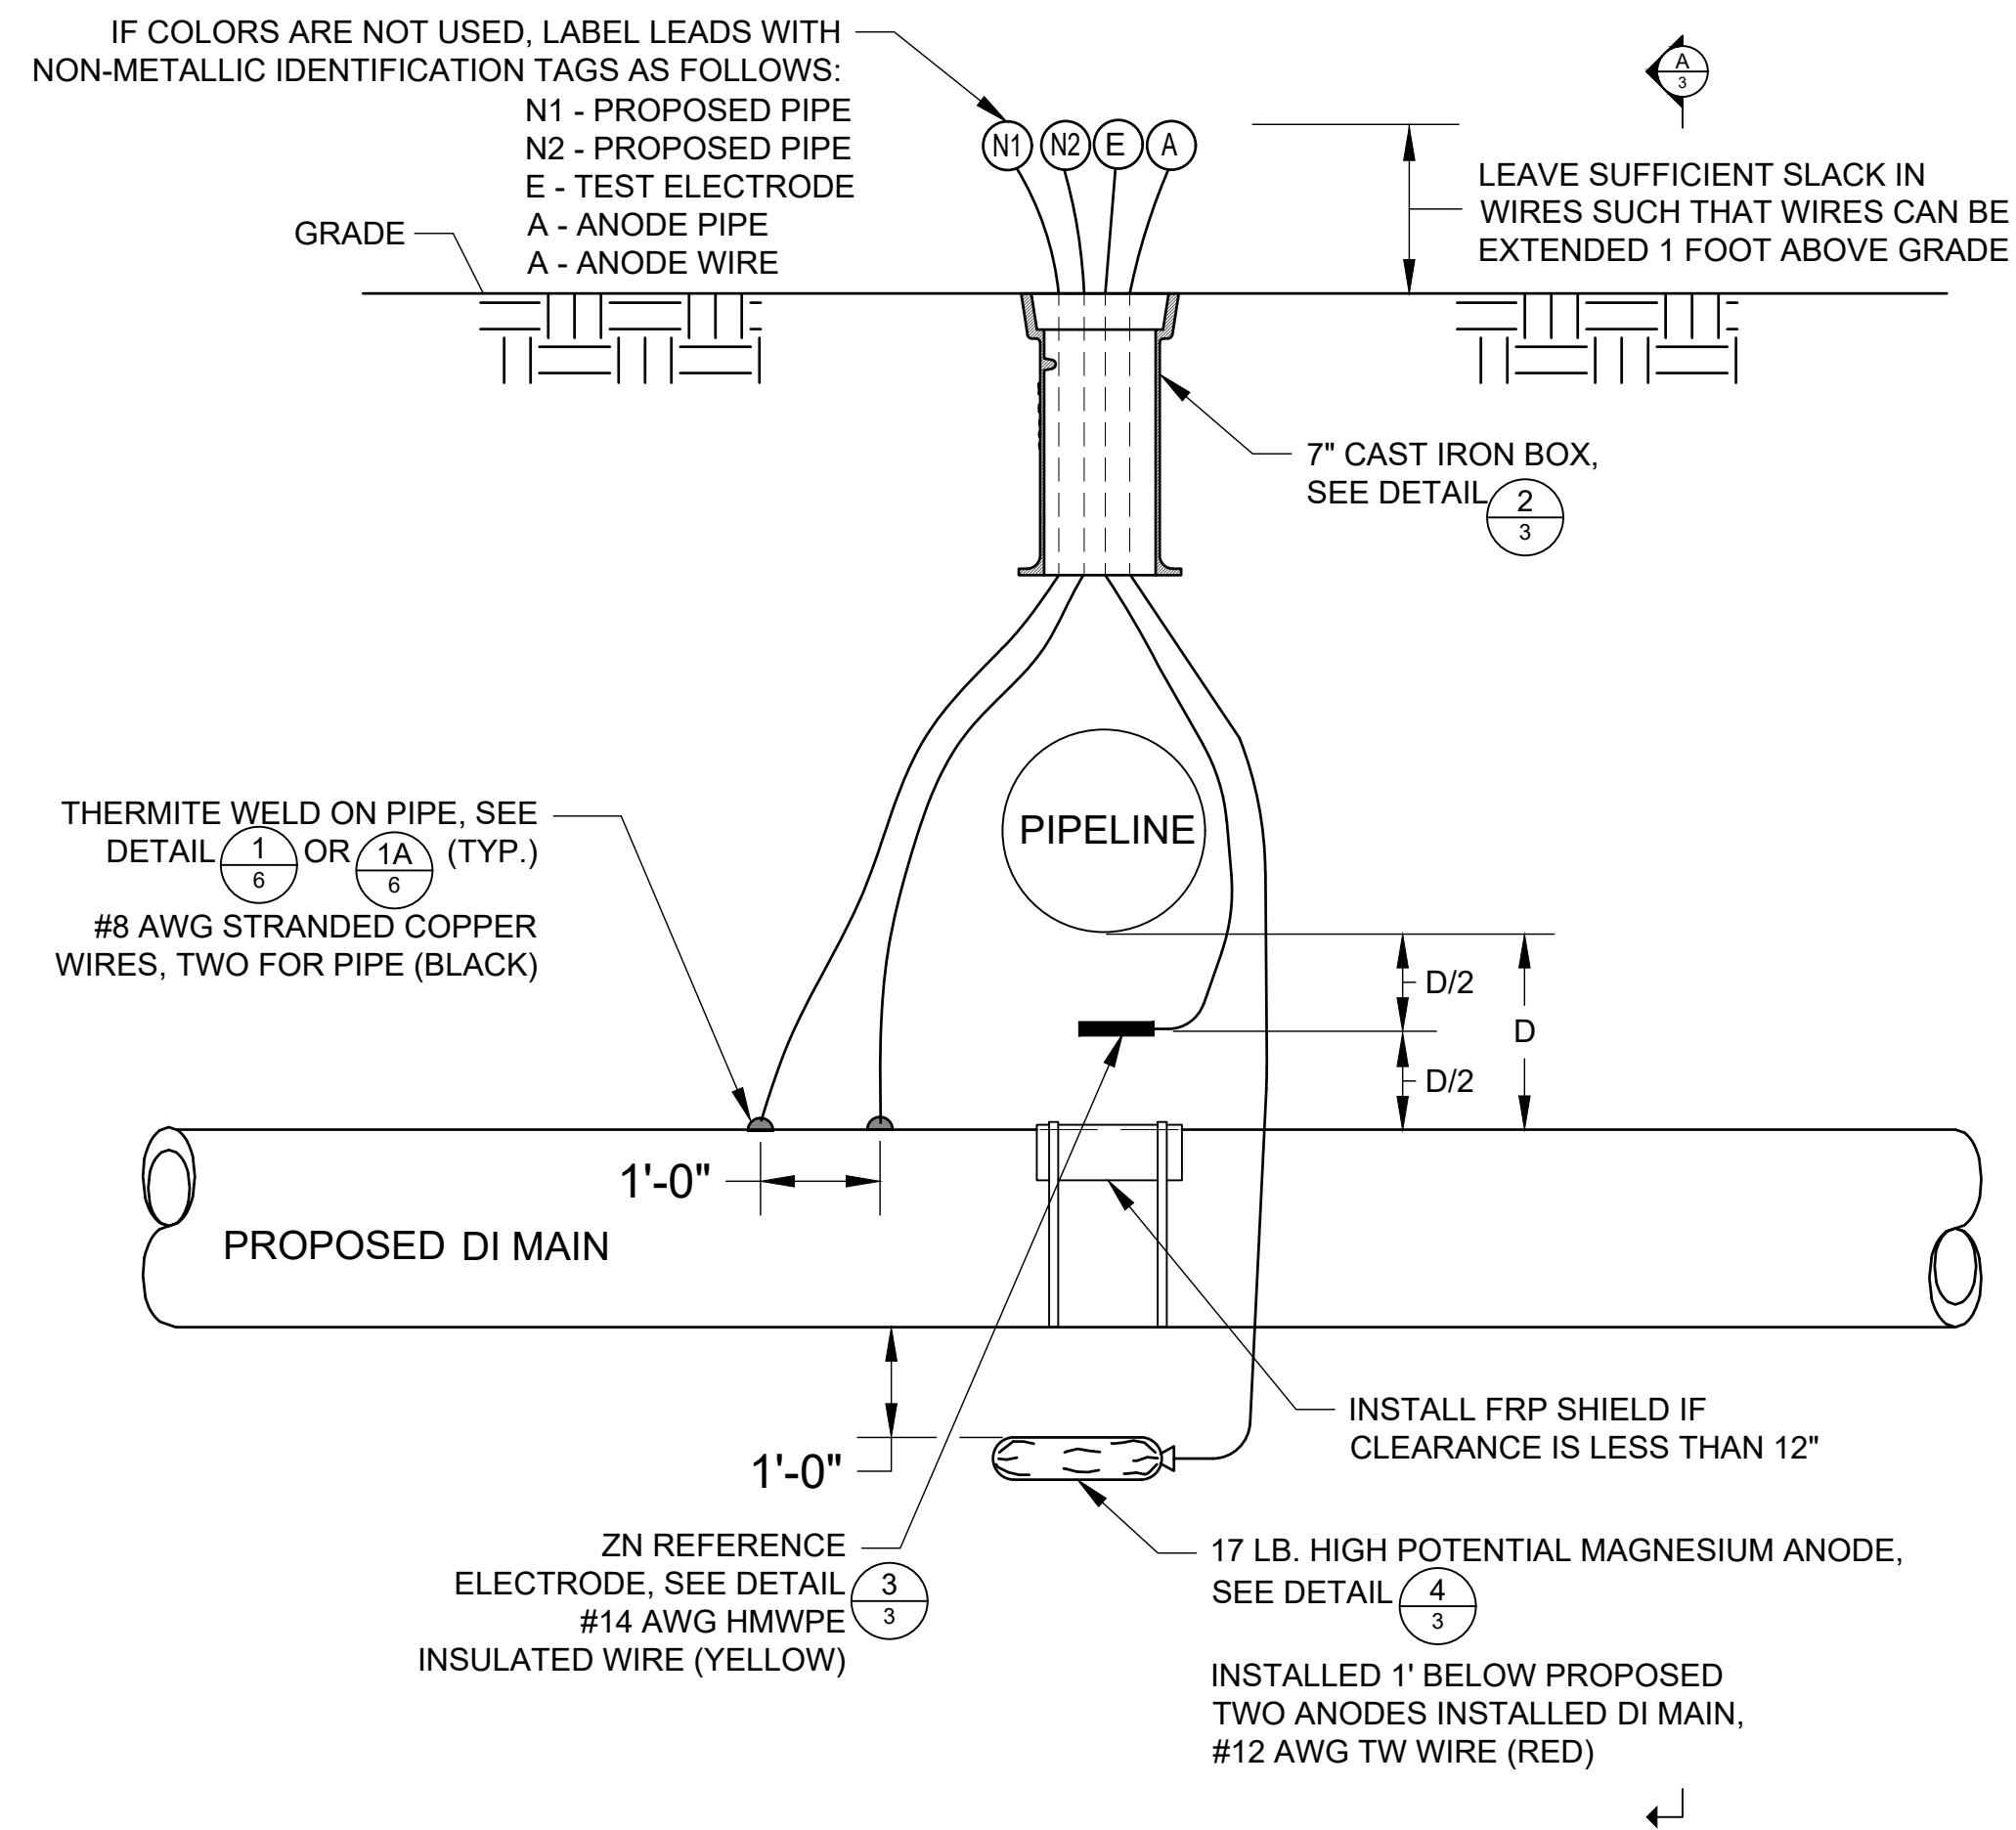 IF COLORS ARE NOT USED, LABEL LEADS WITH
NON-METALLIC IDENTIFICATION TAGS AS FOLLOWS:
N1 - PROPOSED PIPE
N2 - PROPOSED PIPE
E - TEST ELECTRODE
A - ANODE PIPE
A - ANODE WIRE
GRADE
N1 N2 E A
A
3
LEAVE SUFFICIENT SLACK IN
WIRES SUCH THAT WIRES CAN BE
EXTENDED 1 FOOT ABOVE GRADE
7" CAST IRON BOX,
SEE DETAIL 2
3
PIPELINE
THERMITE WELD ON PIPE, SEE
DETAIL 1 OR 1A (TYP.)
6 6
#8 AWG STRANDED COPPER
WIRES, TWO FOR PIPE (BLACK)
D/2
D
D/2
1'-0"
PROPOSED DI MAIN
1'-0"
INSTALL FRP SHIELD IF
CLEARANCE IS LESS THAN 12"
ZN REFERENCE
ELECTRODE, SEE DETAIL 3
3
#14 AWG HMWPE
INSULATED WIRE (YELLOW)
17 LB. HIGH POTENTIAL MAGNESIUM ANODE,
SEE DETAIL 4
3
INSTALLED 1' BELOW PROPOSED
TWO ANODES INSTALLED DI MAIN,
#12 AWG TW WIRE (RED)